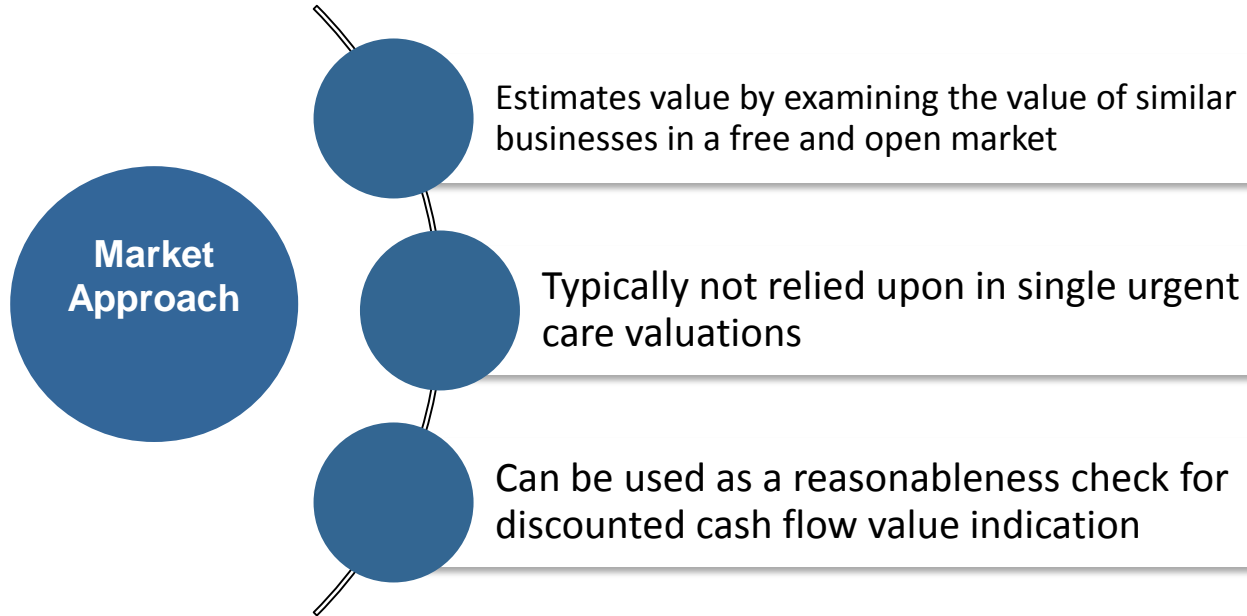 Market
Approach
Estimates value by examining the value of similar
businesses in a free and open market
Typically not relied upon in single urgent
care valuations
Can be used as a reasonableness check for
discounted cash flow value indication